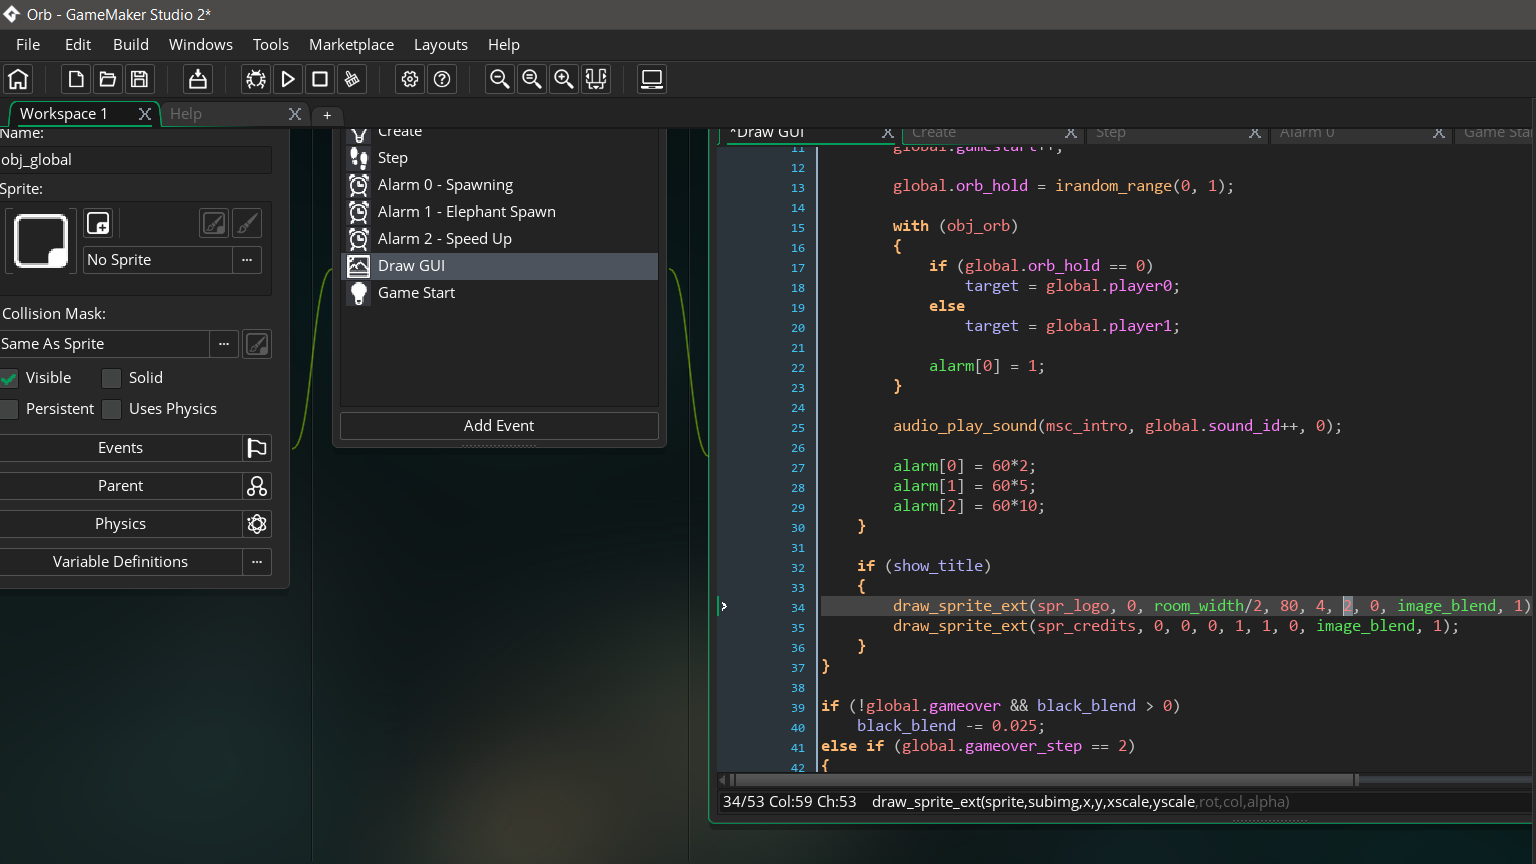 Orb - GameMaker Studio 2*
File Edit Build Windows Tools Marketplace Layouts Help
Workspace 1 X Help X +
Name:
obj_global
Sprite:
No Sprite ...
Collision Mask:
Same As Sprite ...
Visible Solid
Persistent Uses Physics
Events
Parent
Physics
Variable Definitions ...
Create
Step
Alarm 0 - Spawning
Alarm 1 - Elephant Spawn
Alarm 2 - Speed Up
Draw GUI
Game Start
Add Event
*Draw GUI X Create X Step X Alarm 0 X Game Sta
11 global.gamestart++;
12
13 global.orb_hold = irandom_range(0, 1);
14
15 with (obj_orb)
16 {
17 if (global.orb_hold == 0)
18 target = global.player0;
19 else
20 target = global.player1;
21
22 alarm[0] = 1;
23 }
24
25 audio_play_sound(msc_intro, global.sound_id++, 0);
26
27 alarm[0] = 60*2;
28 alarm[1] = 60*5;
29 alarm[2] = 60*10;
30 }
31
32 if (show_title)
33 {
34 draw_sprite_ext(spr_logo, 0, room_width/2, 80, 4, 2, 0, image_blend, 1)
35 draw_sprite_ext(spr_credits, 0, 0, 0, 1, 1, 0, image_blend, 1);
36 }
37 }
38
39 if (!global.gameover && black_blend > 0)
40 black_blend -= 0.025;
41 else if (global.gameover_step == 2)
42 {
34/53 Col:59 Ch:53 draw_sprite_ext(sprite,subimg,x,y,xscale,yscale,rot,col,alpha)